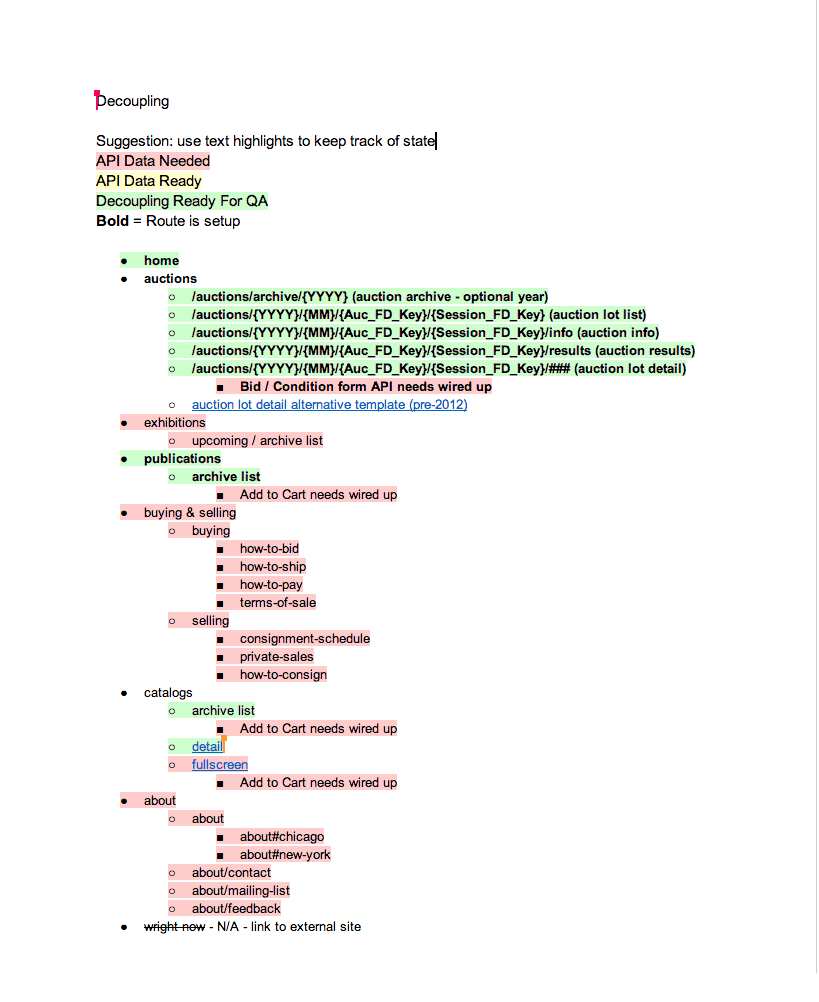 Decoupling
Suggestion: use text highlights to keep track of state
API Data Needed
API Data Ready
Decoupling Ready For QA
Bold = Route is setup
● home
● auctions
○ /auctions/archive/{YYYY} (auction archive - optional year)
○ /auctions/{YYYY}/{MM}/{Auc_FD_Key}/{Session_FD_Key} (auction lot list)
○ /auctions/{YYYY}/{MM}/{Auc_FD_Key}/{Session_FD_Key}/info (auction info)
○ /auctions/{YYYY}/{MM}/{Auc_FD_Key}/{Session_FD_Key}/results (auction results)
○ /auctions/{YYYY}/{MM}/{Auc_FD_Key}/{Session_FD_Key}/### (auction lot detail)
■ Bid / Condition form API needs wired up
○ auction lot detail alternative template (pre-2012)
● exhibitions
○ upcoming / archive list
● publications
○ archive list
■ Add to Cart needs wired up
● buying & selling
○ buying
■ how-to-bid
■ how-to-ship
■ how-to-pay
■ terms-of-sale
○ selling
■ consignment-schedule
■ private-sales
■ how-to-consign
● catalogs
○ archive list
■ Add to Cart needs wired up
○ detail
○ fullscreen
■ Add to Cart needs wired up
● about
○ about
■ about#chicago
■ about#new-york
○ about/contact
○ about/mailing-list
○ about/feedback
● wright now - N/A - link to external site